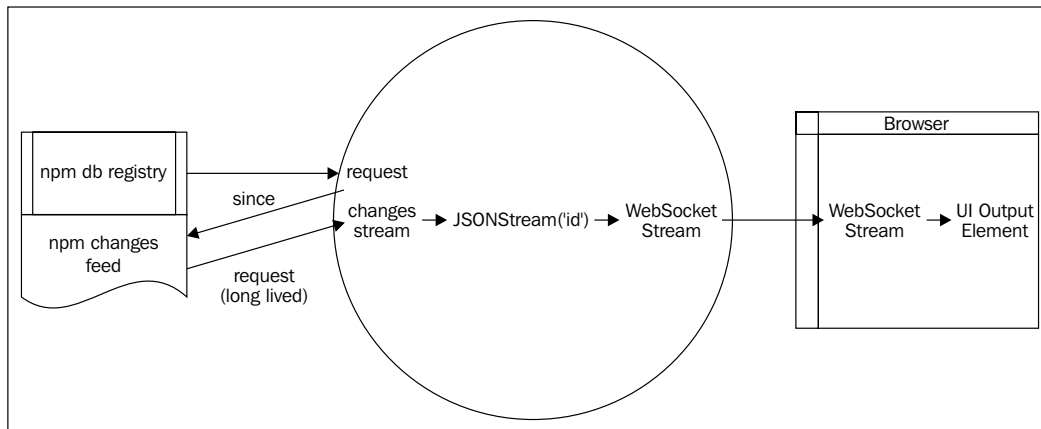 npm db registry
npm changes
feed
since
request
(long lived)
request
changes
stream
JSONStream('id')
WebSocket
Stream
Browser
WebSocket
Stream
UI Output
Element